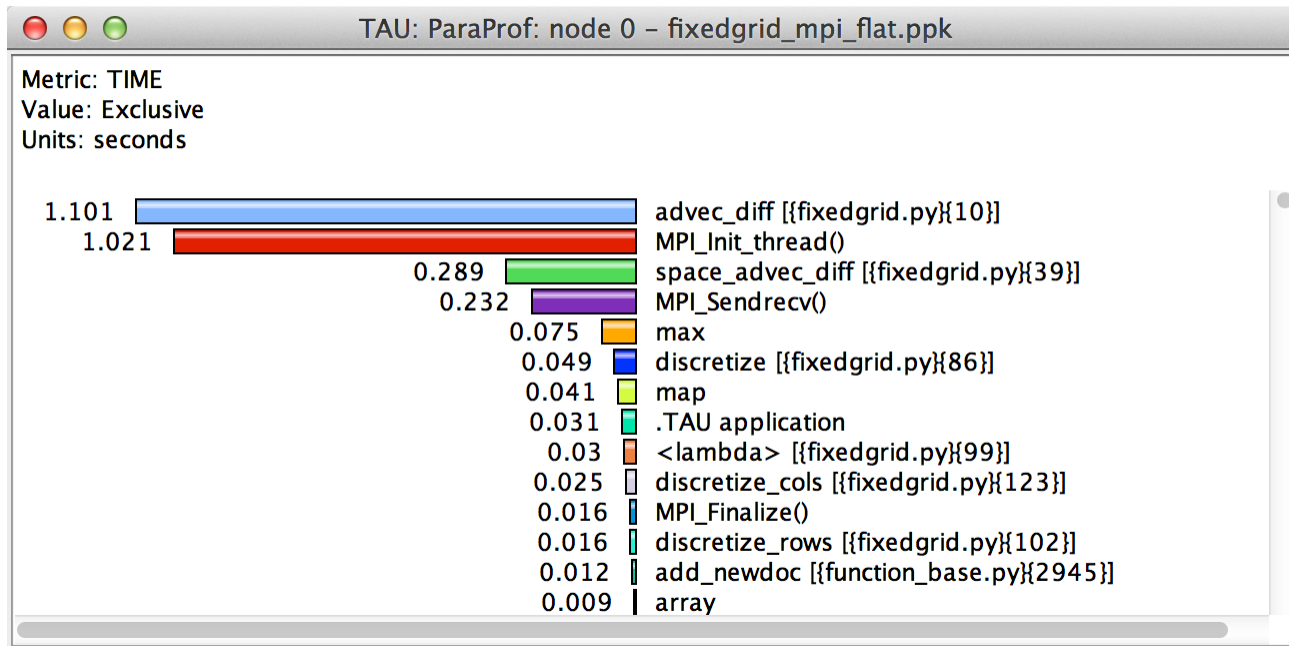 TAU: ParaProf: node 0 – fixedgrid_mpi_flat.ppk
Metric: TIME
Value: Exclusive
Units: seconds
1.101 advec_diff [{fixedgrid.py}{10}]
1.021 MPI_Init_thread()
0.289 space_advec_diff [{fixedgrid.py}{39}]
0.232 MPI_Sendrecv()
0.075 max
0.049 discretize [{fixedgrid.py}{86}]
0.041 map
0.031 .TAU application
0.03 <lambda> [{fixedgrid.py}{99}]
0.025 discretize_cols [{fixedgrid.py}{123}]
0.016 MPI_Finalize()
0.016 discretize_rows [{fixedgrid.py}{102}]
0.012 add_newdoc [{function_base.py}{2945}]
0.009 array